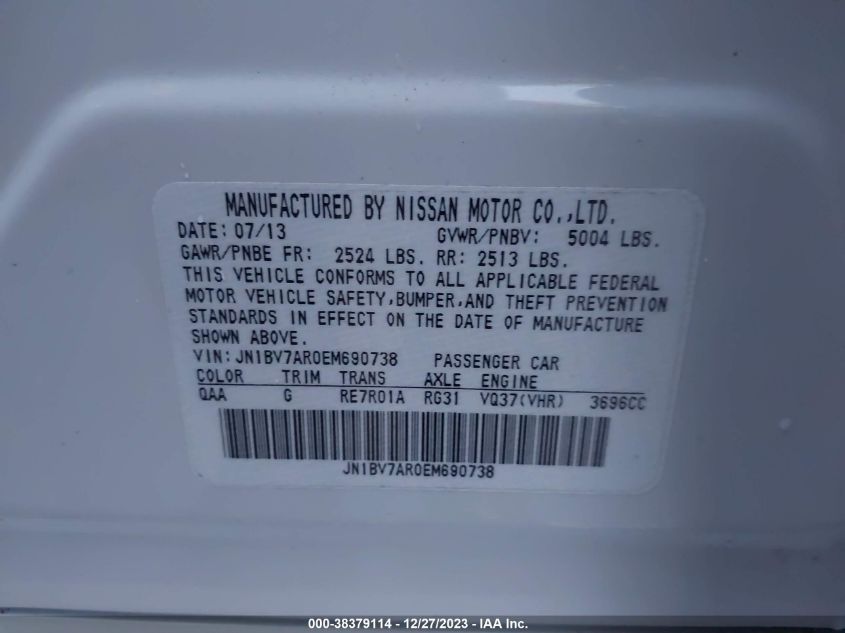 MANUFACTURED BY NISSAN MOTOR CO.,LTD.
DATE: 07/13 GVWR/PNBV: 5004 LBS.
GAWR/PNBE FR: 2524 LBS. RR: 2513 LBS.
THIS VEHICLE CONFORMS TO ALL APPLICABLE FEDERAL
MOTOR VEHICLE SAFETY,BUMPER,AND THEFT PREVENTION
STANDARDS IN EFFECT ON THE DATE OF MANUFACTURE
SHOWN ABOVE.
VIN: JN1BV7AR0EM690738 PASSENGER CAR
COLOR TRIM TRANS AXLE ENGINE
QAA G RE7R01A RG31 VQ37(VHR) 3696CC
JN1BV7AR0EM690738
000-38379114 - 12/27/2023 - IAA Inc.